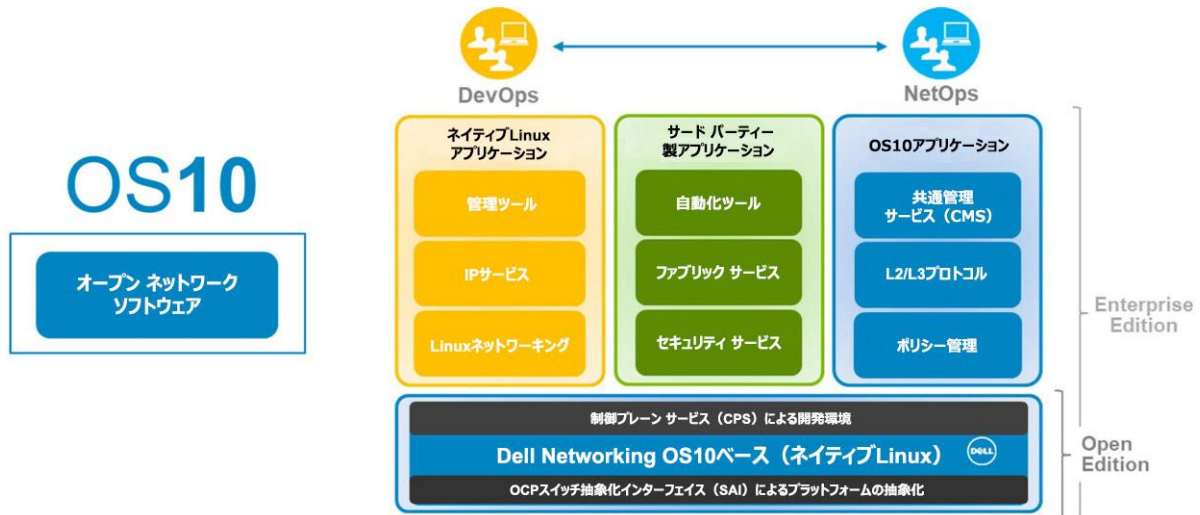 DevOps
NetOps
OS10
オープン ネットワーク
ソフトウェア
ネイティブLinux
アプリケーション
管理ツール
IPサービス
Linuxネットワーキング
サード パーティー
製アプリケーション
自動化ツール
ファブリック サービス
セキュリティ サービス
OS10アプリケーション
共通管理
サービス（CMS）
L2/L3プロトコル
ポリシー管理
Enterprise
Edition
制御プレーン サービス（CPS）による開発環境
Dell Networking OS10ベース（ネイティブLinux）
DELL
OCPスイッチ抽象化インターフェイス（SAI）によるプラットフォームの抽象化
Open
Edition